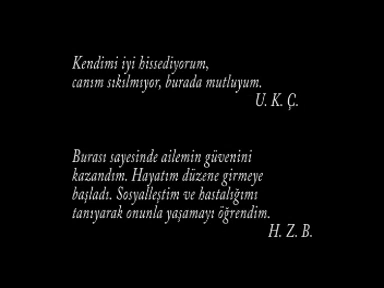 Kendimi iyi hissediyorum,
canım sıkılmıyor, burada mutluyum.
U. K. Ç.
Burası sayesinde ailemin güvenini
kazandım. Hayatım düzene girmeye
başladı. Sosyalleştim ve hastalığımı
tanıyarak onunla yaşamayı öğrendim.
H. Z. B.